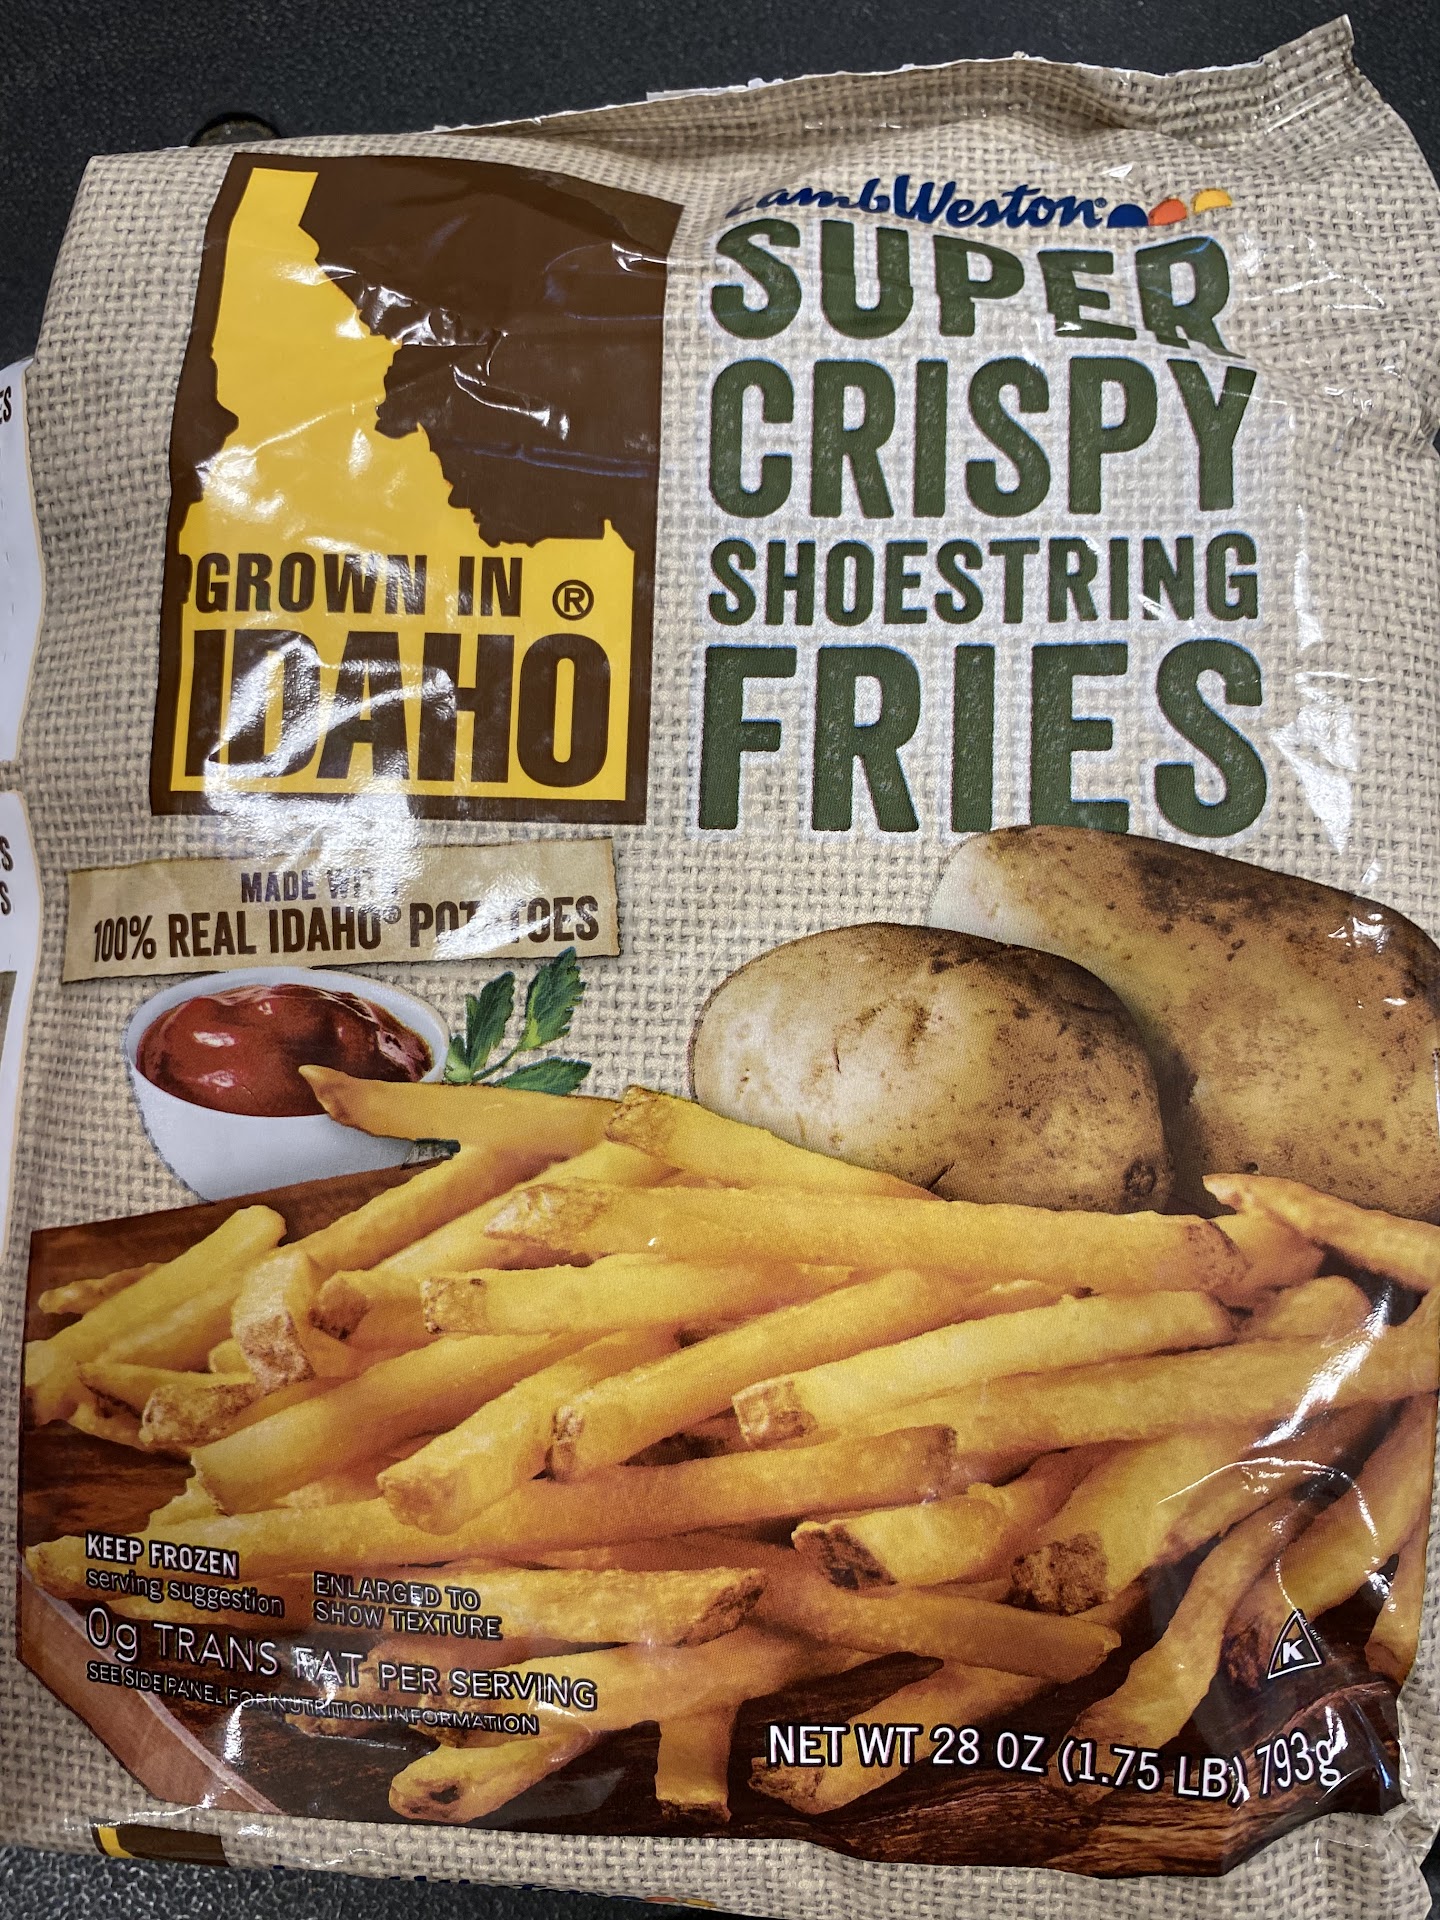 GROWN IN ®
IDAHO
LambWeston®
SUPER
CRISPY
SHOESTRING
FRIES
MADE WITH
100% REAL IDAHO® POTATOES
KEEP FROZEN
serving suggestion
ENLARGED TO
SHOW TEXTURE
0g TRANS FAT PER SERVING
SEE SIDE PANEL FOR NUTRITION INFORMATION
K
NET WT 28 OZ (1.75 LB) 793g